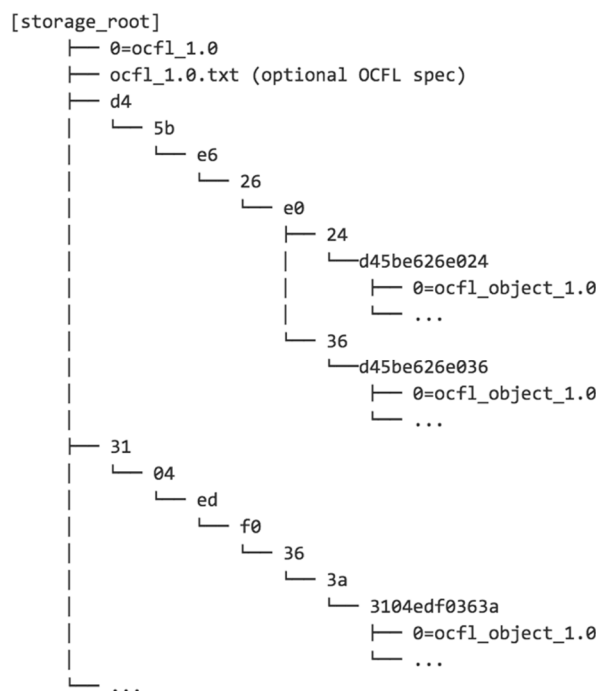 [storage_root]
├── 0=ocfl_1.0
├── ocfl_1.0.txt (optional OCFL spec)
├── d4
│   └── 5b
│       └── e6
│           └── 26
│               └── e0
│                   ├── 24
│                   │   └──d45be626e024
│                   │       ├── 0=ocfl_object_1.0
│                   │       └── ...
│                   └── 36
│                       └──d45be626e036
│                           ├── 0=ocfl_object_1.0
│                           └── ...
├── 31
│   └── 04
│       └── ed
│           └── f0
│               └── 36
│                   └── 3a
│                       └── 3104edf0363a
│                           ├── 0=ocfl_object_1.0
│                           └── ...
└── ...